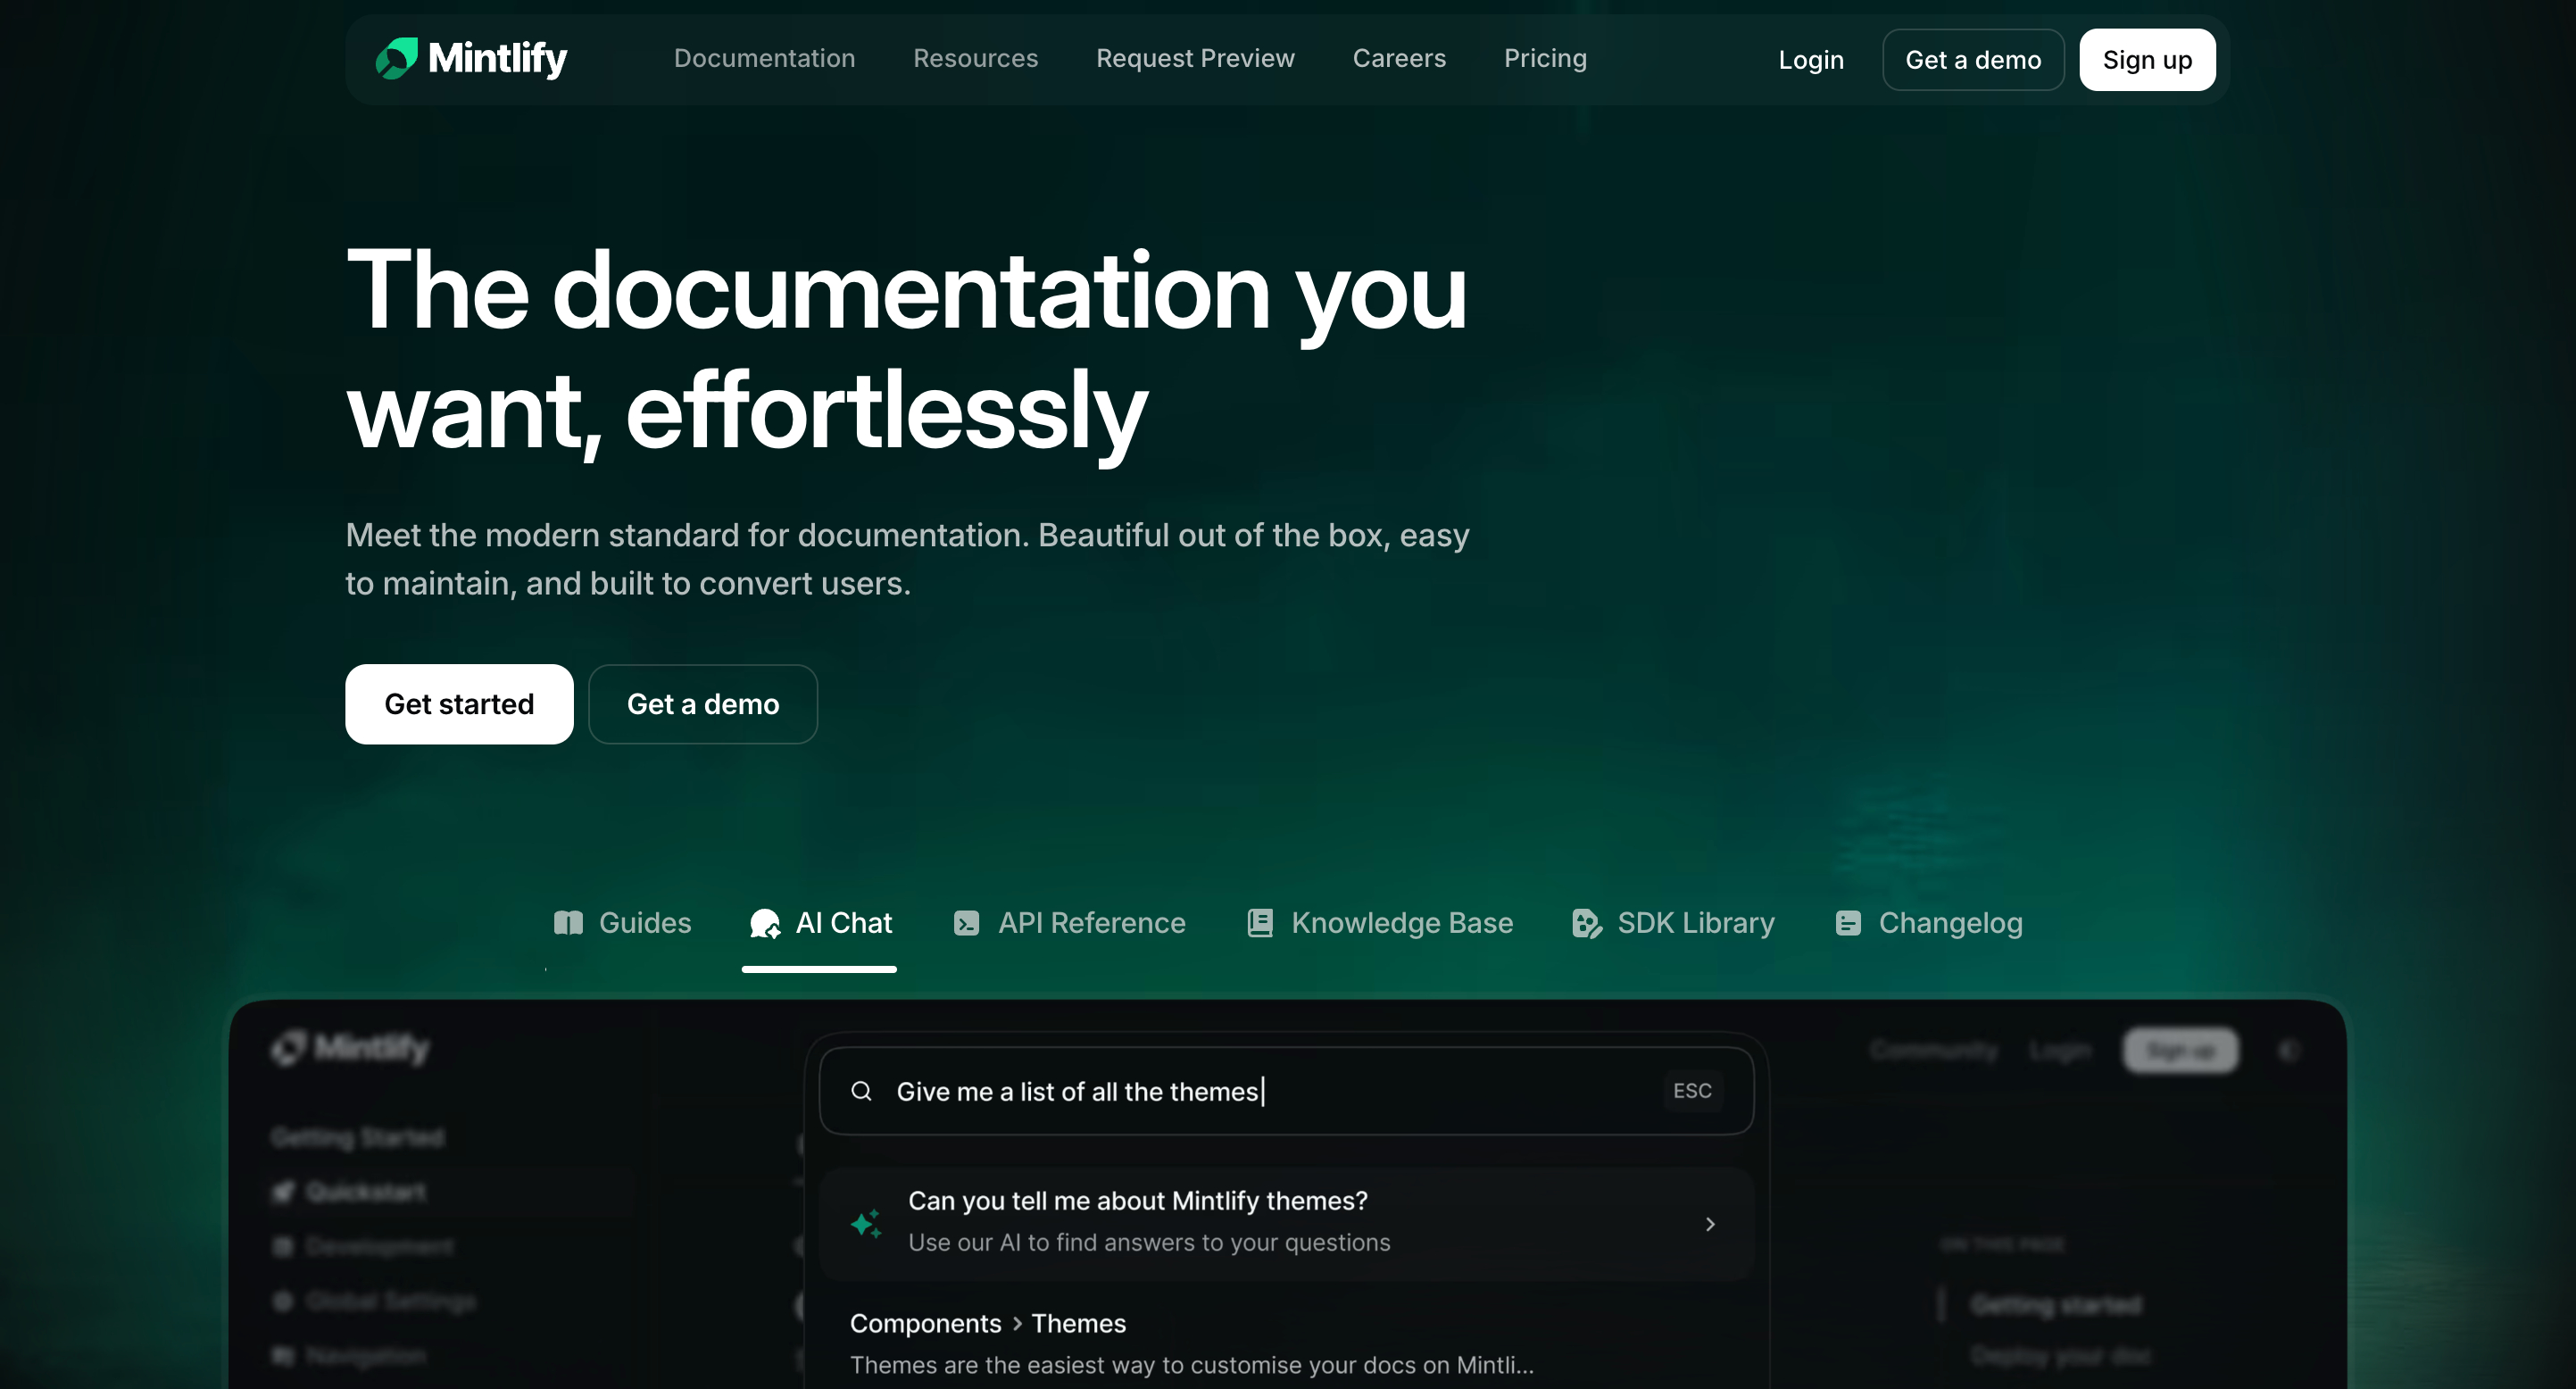 Mintlify
Documentation
Resources
Request Preview
Careers
Pricing
Login
Get a demo
Sign up
The documentation you
want, effortlessly
Meet the modern standard for documentation. Beautiful out of the box, easy
to maintain, and built to convert users.
Get started
Get a demo
Guides
AI Chat
API Reference
Knowledge Base
SDK Library
Changelog
Mintlify
Community
Login
Sign up
Give me a list of all the themes
ESC
Getting Started
Quickstart
Development
Global Settings
Navigation
Can you tell me about Mintlify themes?
Use our AI to find answers to your questions
Components > Themes
Themes are the easiest way to customise your docs on Mintli...
ON THIS PAGE
Getting started
Deploy your doc